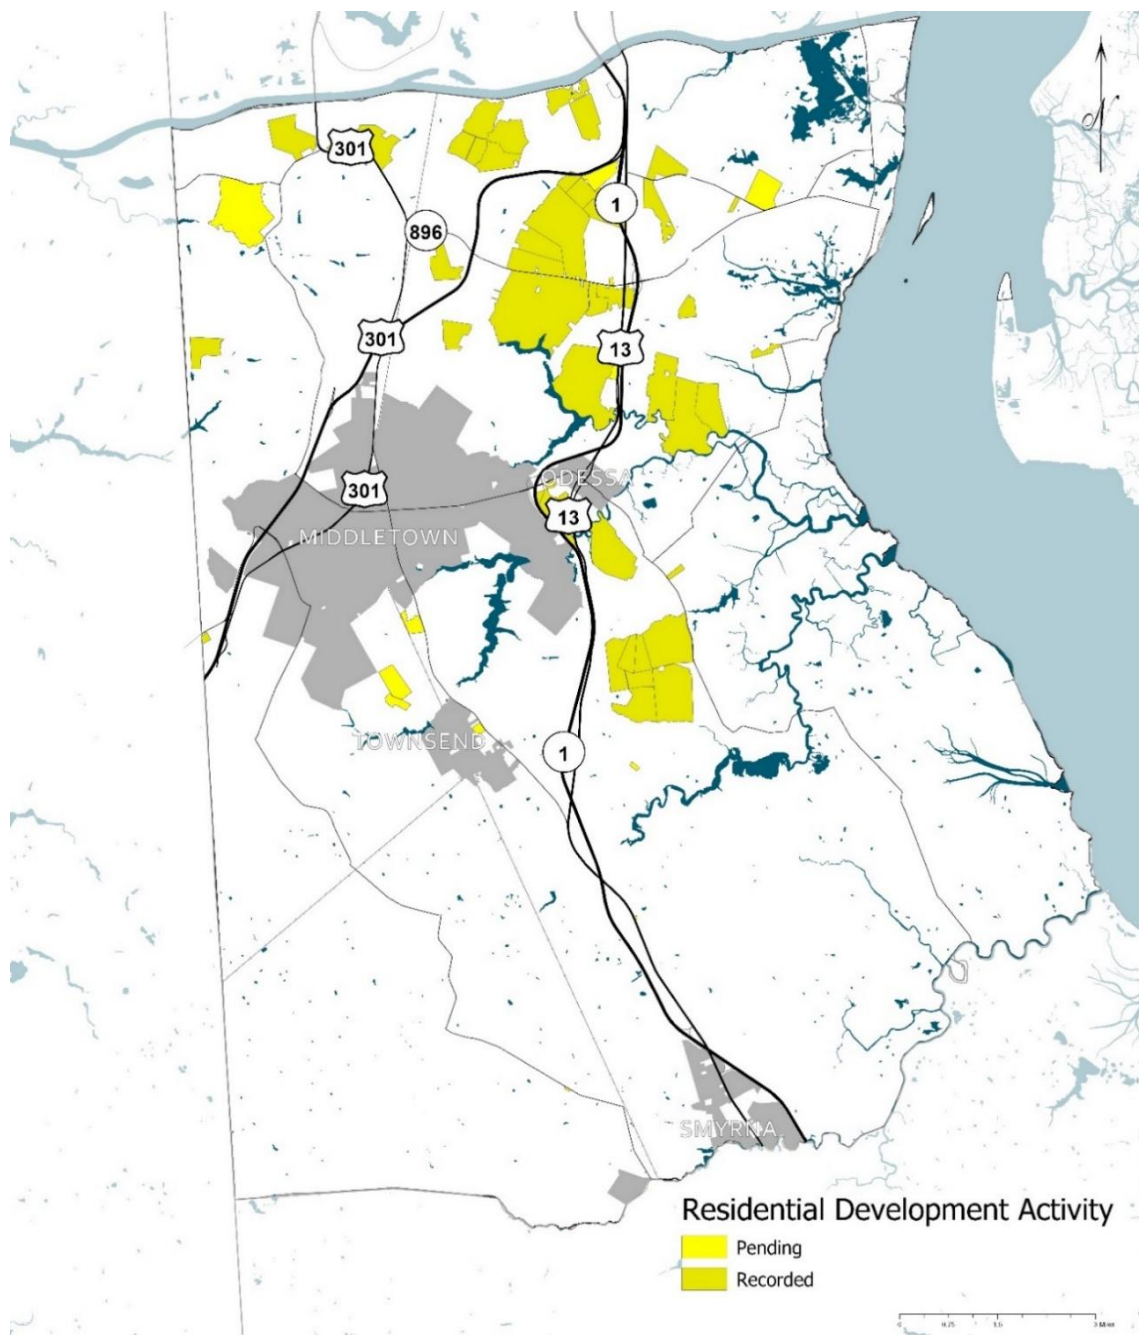 301
1
896
301
13
ODESSA
301
13
MIDDLETOWN
TOWNSEND
1
SMYRNA
Residential Development Activity
Pending
Recorded